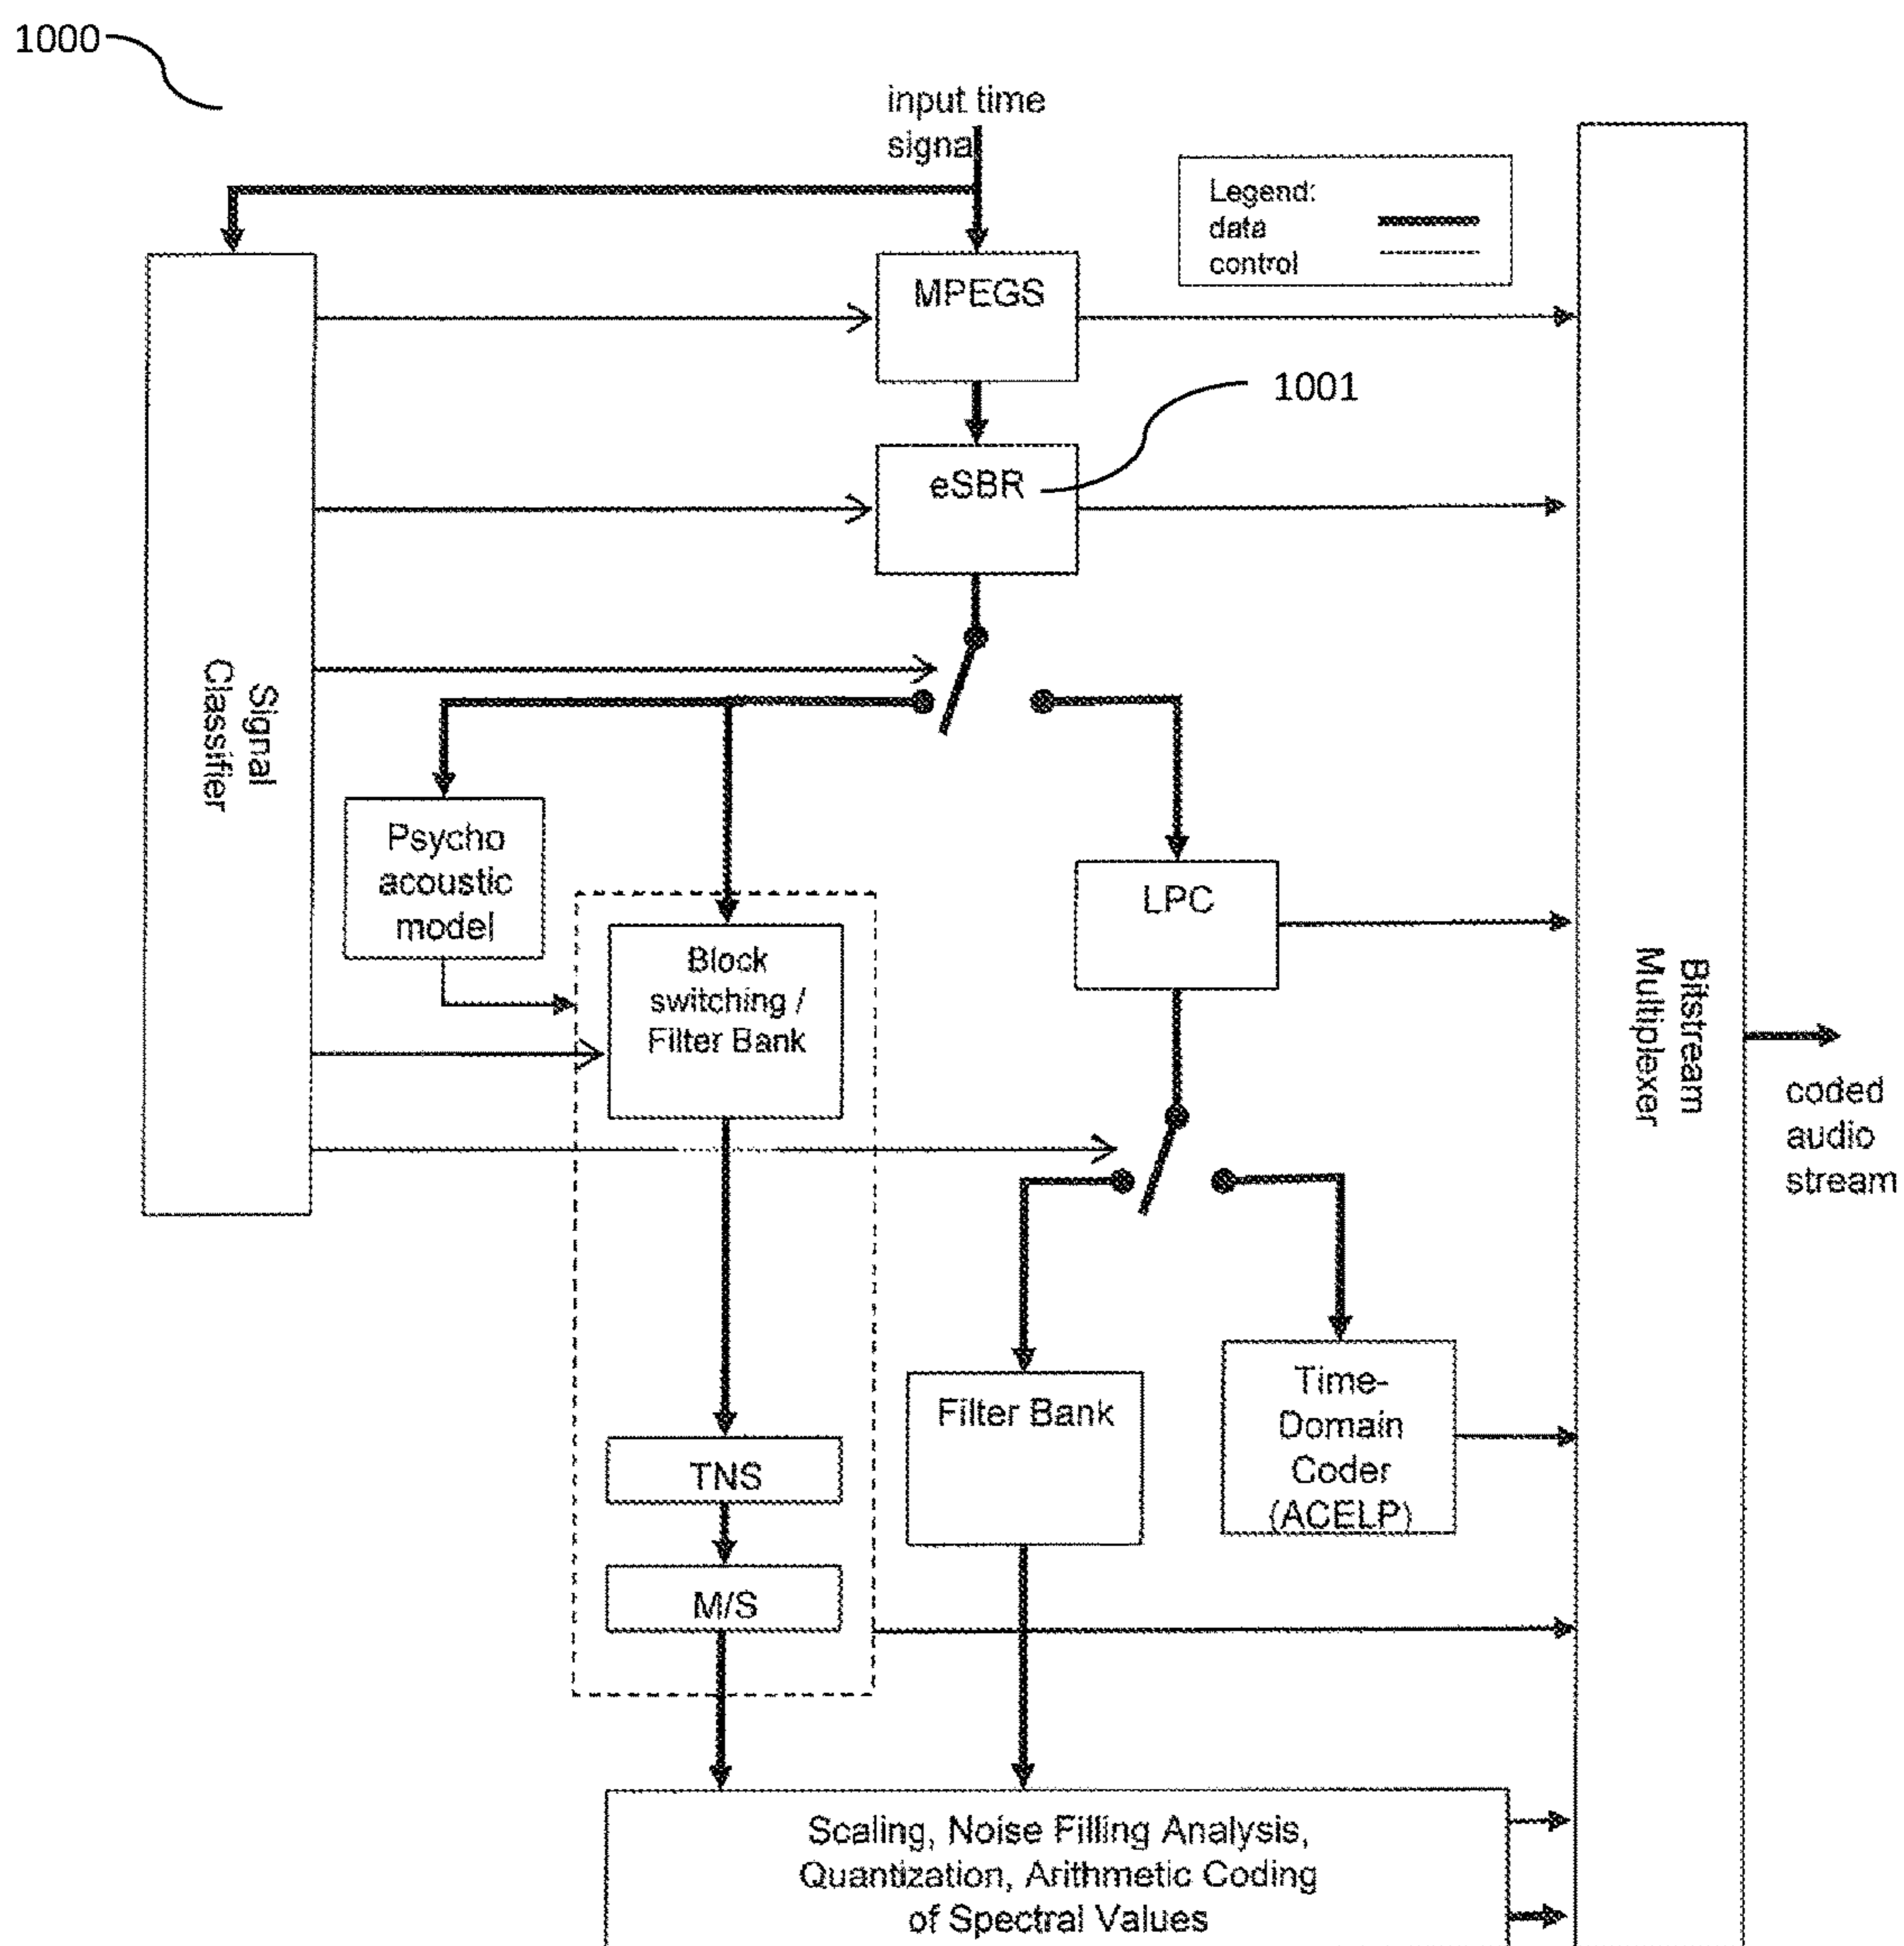 1000
input time
signal
Legend:
data
control
MPEGS
1001
eSBR
Signal
Classifier
Psycho
acoustic
model
LPC
Block
switching /
Filter Bank
Bitstream
Multiplexer
coded
audio
stream
Filter Bank
Time-
Domain
Coder
(ACELP)
TNS
M/S
Scaling, Noise Filling Analysis,
Quantization, Arithmetic Coding
of Spectral Values